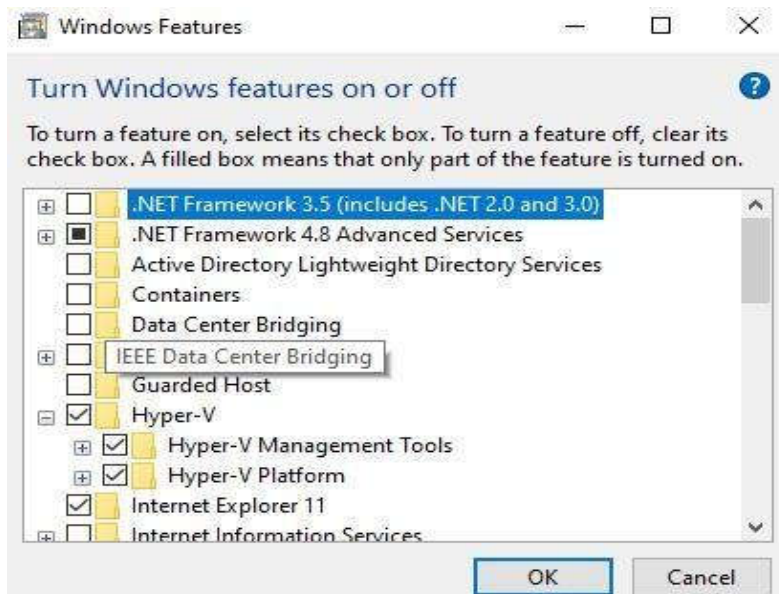 Windows Features
Turn Windows features on or off
To turn a feature on, select its check box. To turn a feature off, clear its
check box. A filled box means that only part of the feature is turned on.
.NET Framework 3.5 (includes .NET 2.0 and 3.0)
.NET Framework 4.8 Advanced Services
Active Directory Lightweight Directory Services
Containers
Data Center Bridging
IEEE Data Center Bridging
Guarded Host
Hyper-V
Hyper-V Management Tools
Hyper-V Platform
Internet Explorer 11
Internet Information Services
OK Cancel